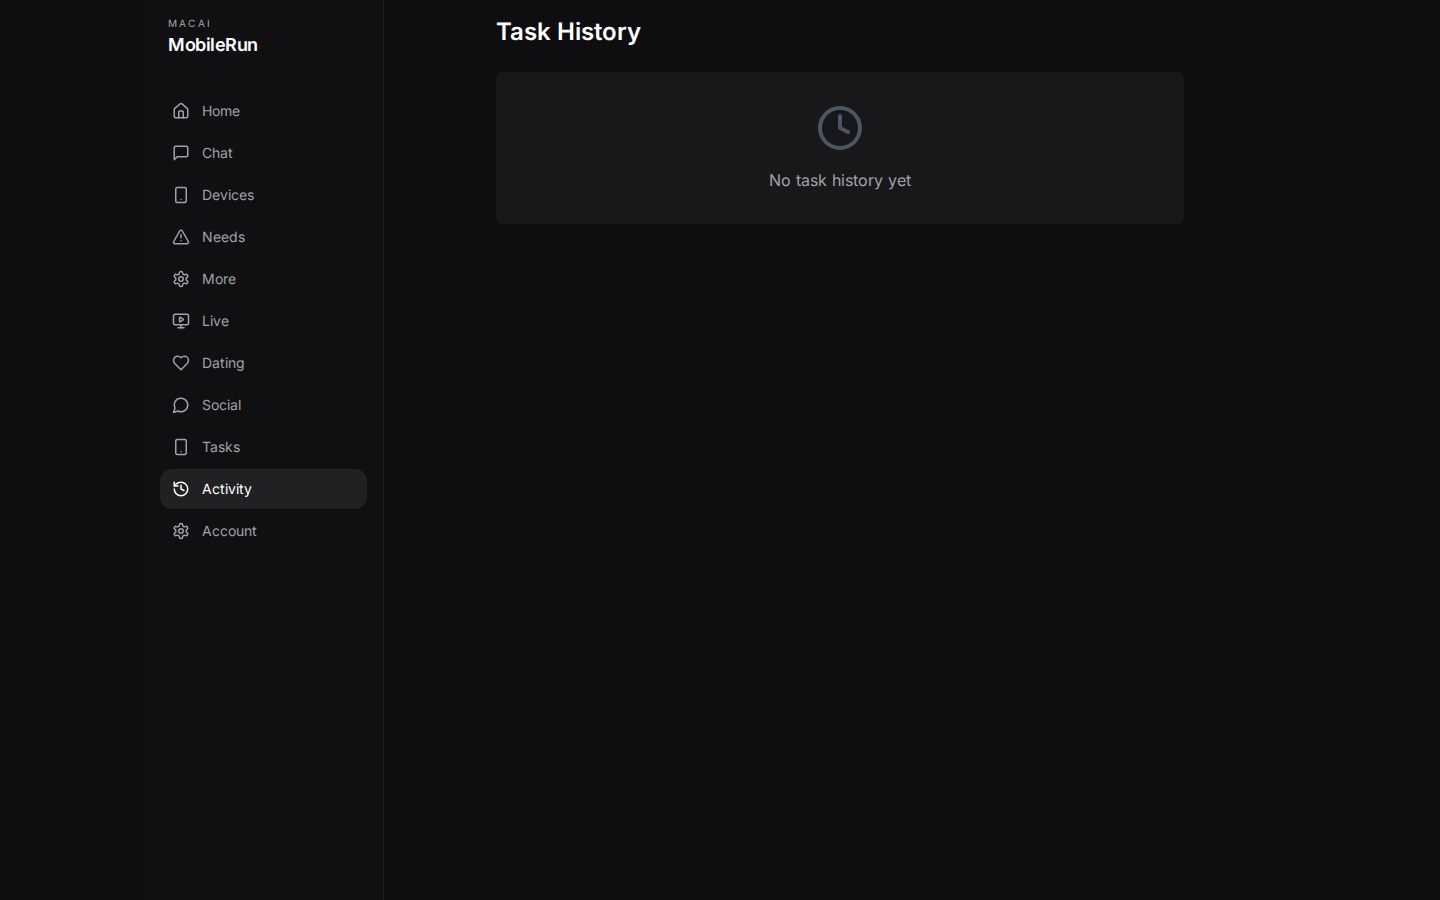 MACAI
MobileRun
Home
Chat
Devices
Needs
More
Live
Dating
Social
Tasks
Activity
Account
Task History
No task history yet